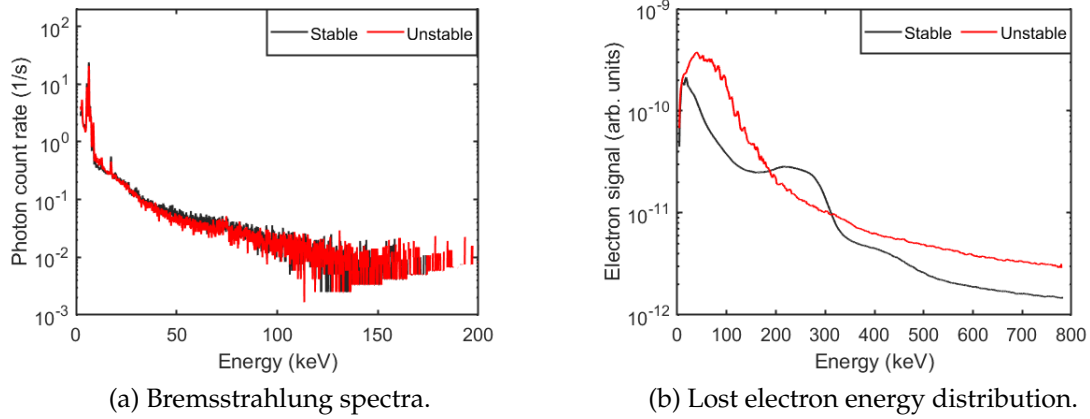 Stable Unstable
Photon count rate (1/s)
10²
10¹
10⁰
10⁻¹
10⁻²
10⁻³
0 50 100 150 200
Energy (keV)
(a) Bremsstrahlung spectra.
Stable Unstable
Electron signal (arb. units)
10⁻⁹
10⁻¹⁰
10⁻¹¹
10⁻¹²
0 100 200 300 400 500 600 700 800
Energy (keV)
(b) Lost electron energy distribution.